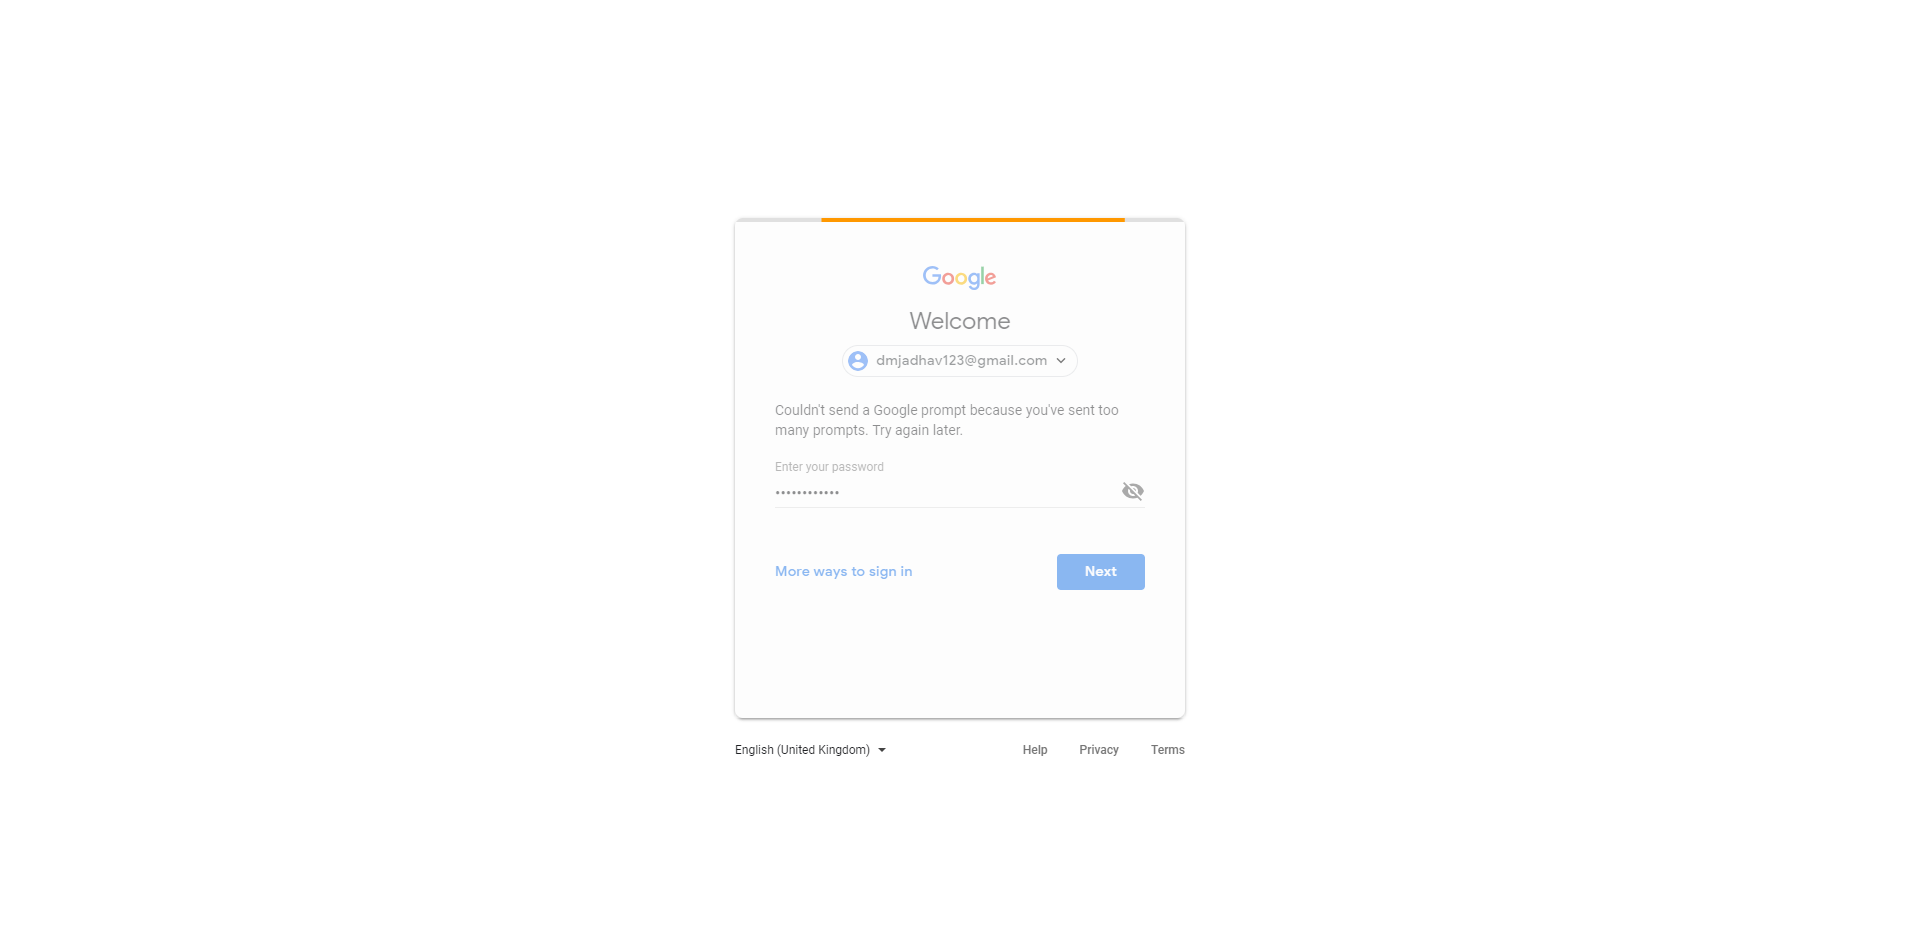 Google
Welcome
dmjadhav123@gmail.com
Couldn't send a Google prompt because you've sent too
many prompts. Try again later.
Enter your password
••••••••••••
More ways to sign in
Next
English (United Kingdom)
Help
Privacy
Terms